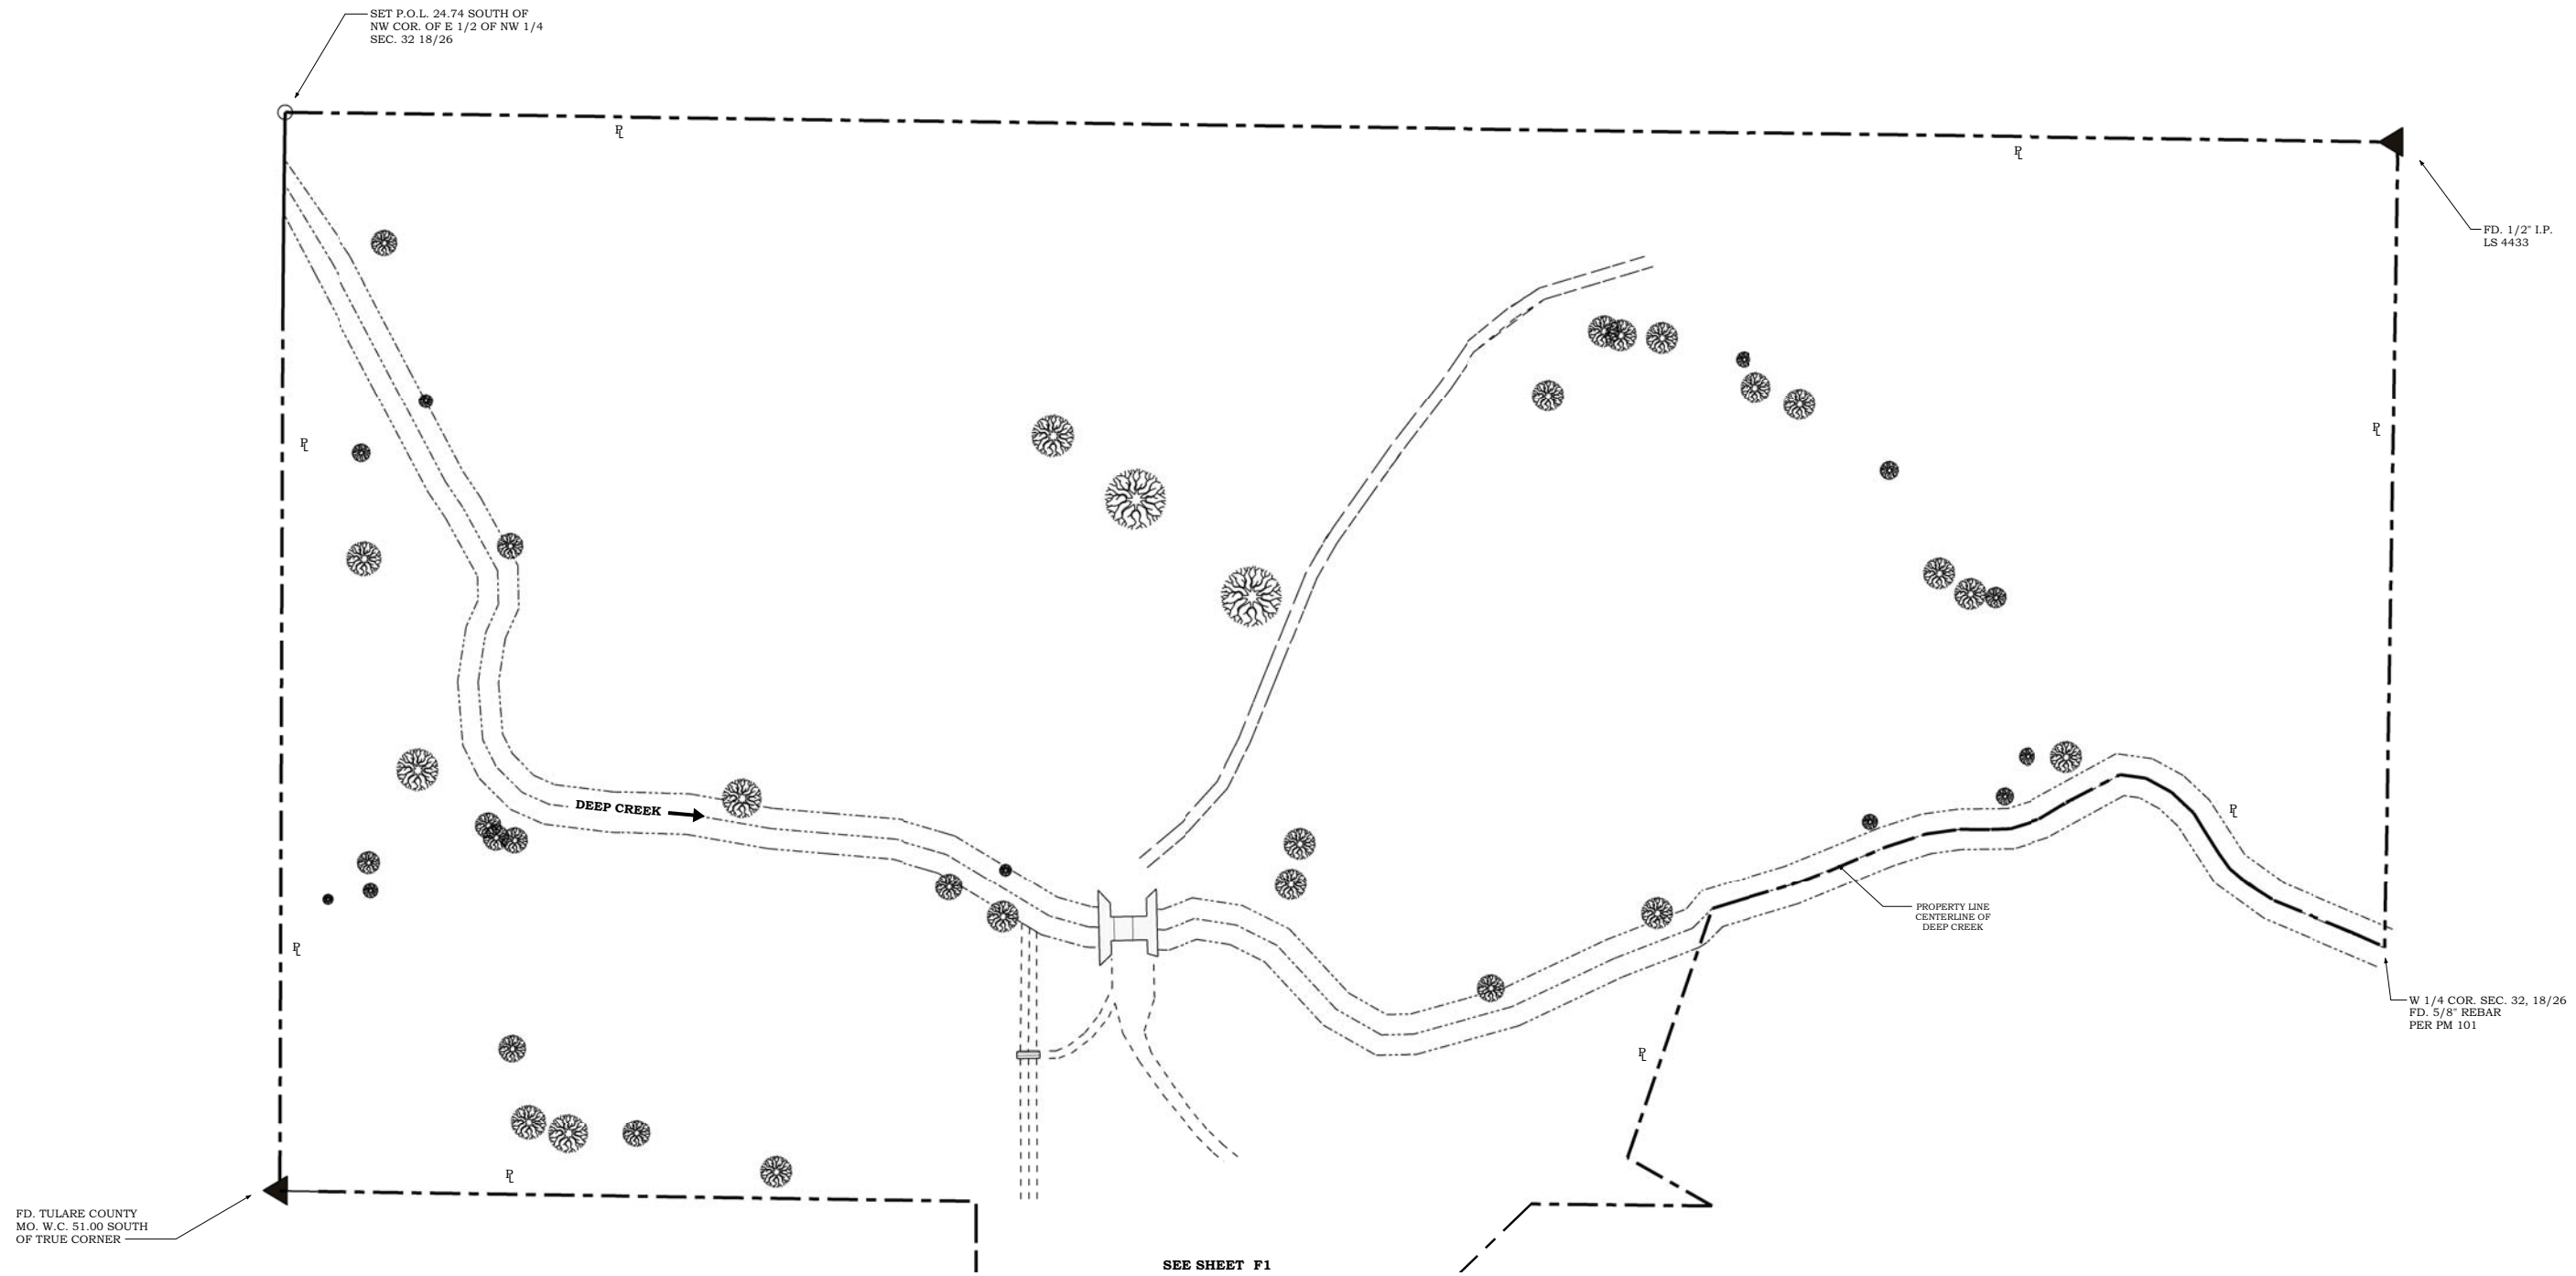 SET P.O.L. 24.74 SOUTH OF
NW COR. OF E 1/2 OF NW 1/4
SEC. 32 18/26
PL
PL
FD. 1/2" I.P.
LS 4433
PL
PL
DEEP CREEK
PL
PROPERTY LINE
CENTERLINE OF
DEEP CREEK
PL
W 1/4 COR. SEC. 32, 18/26
FD. 5/8" REBAR
PER PM 101
PL
PL
FD. TULARE COUNTY
MO. W.C. 51.00 SOUTH
OF TRUE CORNER
SEE SHEET F1